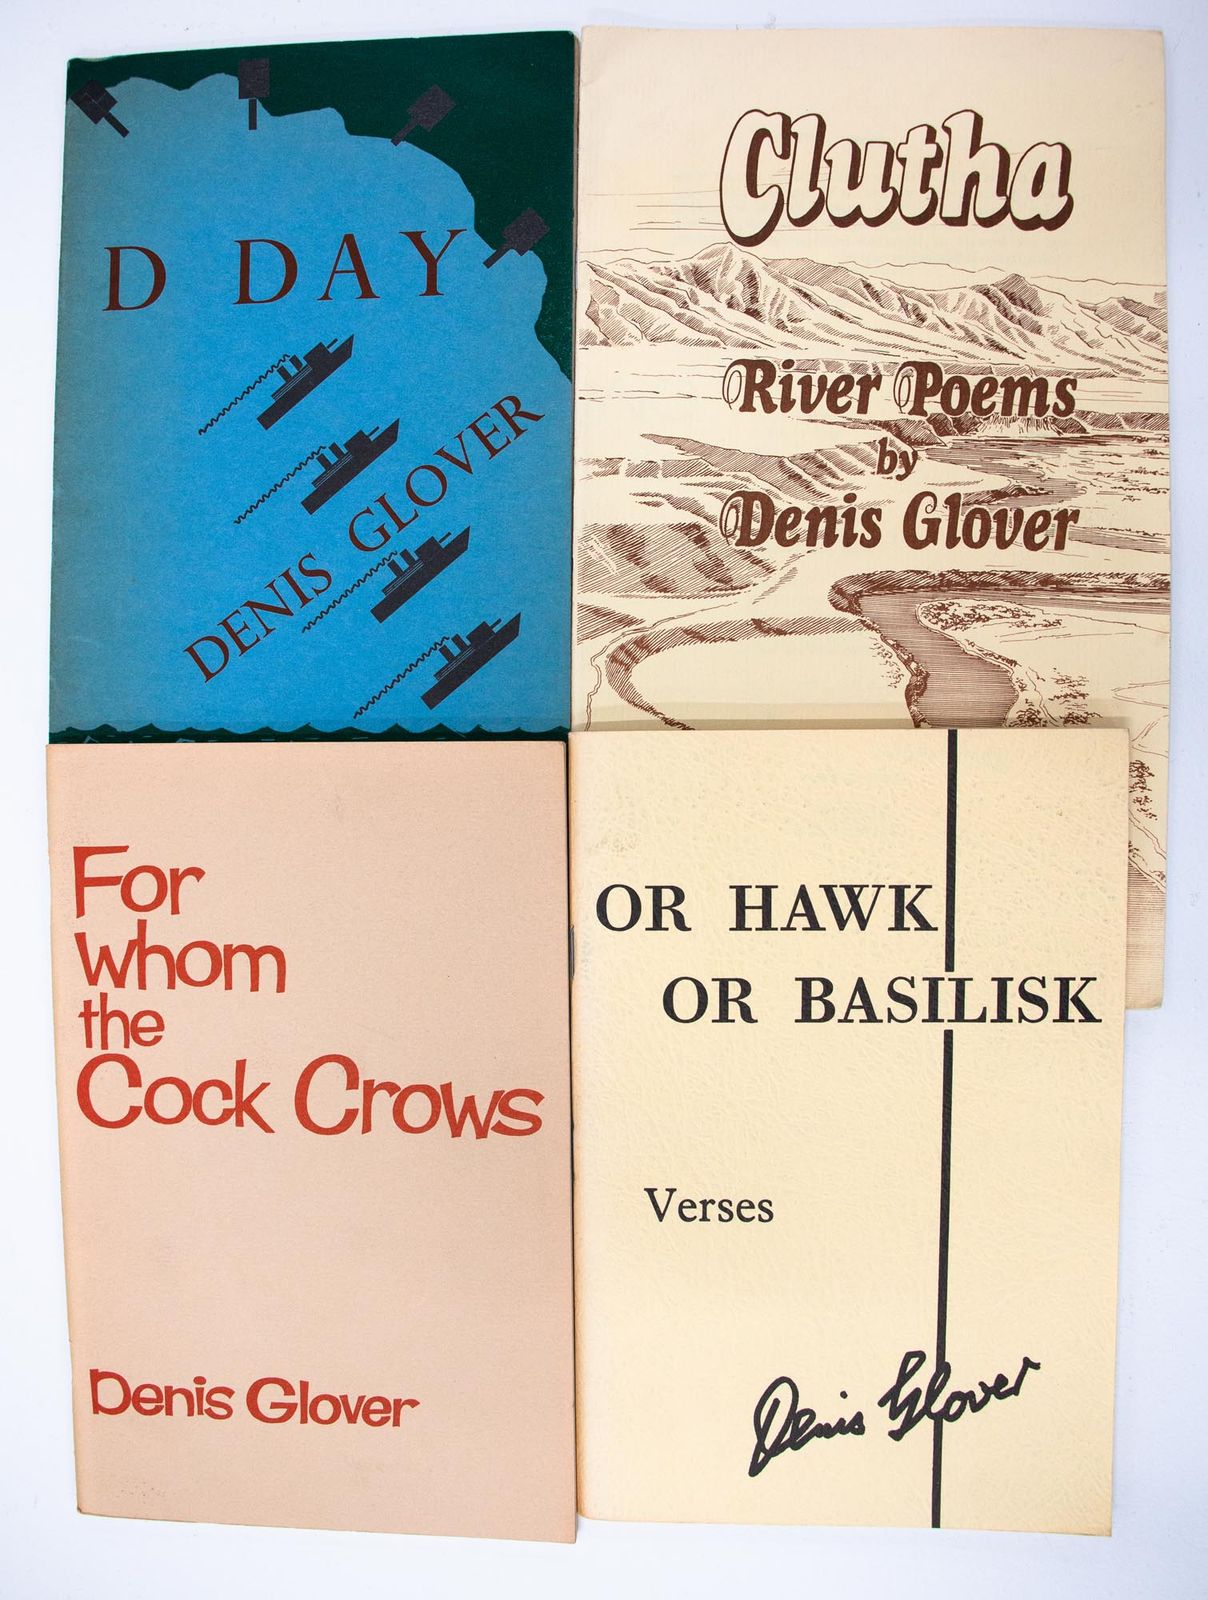 D DAY
DENIS GLOVER
Clutha
River Poems
by
Denis Glover
For
whom
the
Cock Crows
Denis Glover
OR HAWK
OR BASILISK
Verses
Denis Glover